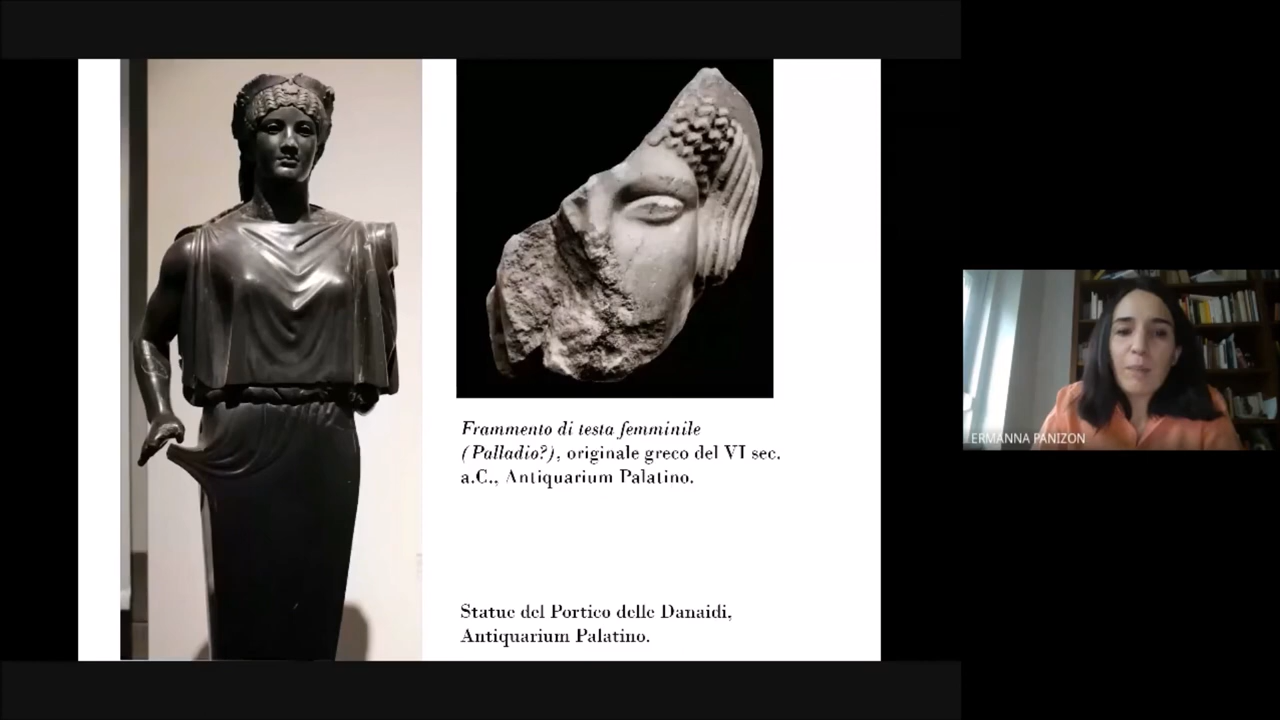 Frammento di testa femminile
(Palladio?), originale greco del VI sec.
a.C., Antiquarium Palatino.
Statue del Portico delle Danaidi,
Antiquarium Palatino.
ERMANNA PANIZON